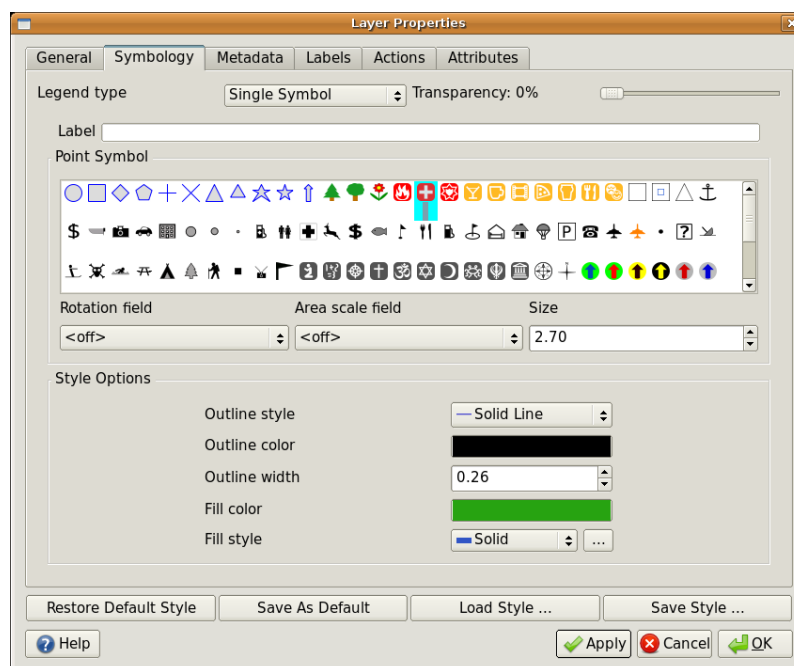 Layer Properties
General Symbology Metadata Labels Actions Attributes
Legend type Single Symbol Transparency: 0%
Label
Point Symbol
$ $ P ?
Rotation field Area scale field Size
<off> <off> 2.70
Style Options
Outline style Solid Line
Outline color
Outline width 0.26
Fill color
Fill style Solid ...
Restore Default Style Save As Default Load Style ... Save Style ...
? Help Apply Cancel OK